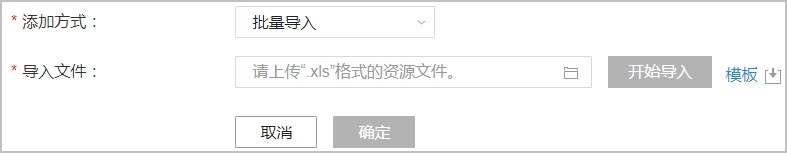 * 添加方式： 批量导入
* 导入文件： 请上传“.xls”格式的资源文件。 开始导入 模板
取消 确定